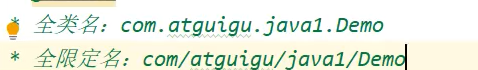 * 全类名：com.atguigu.java1.Demo
* 全限定名：com/atguigu/java1/Demo